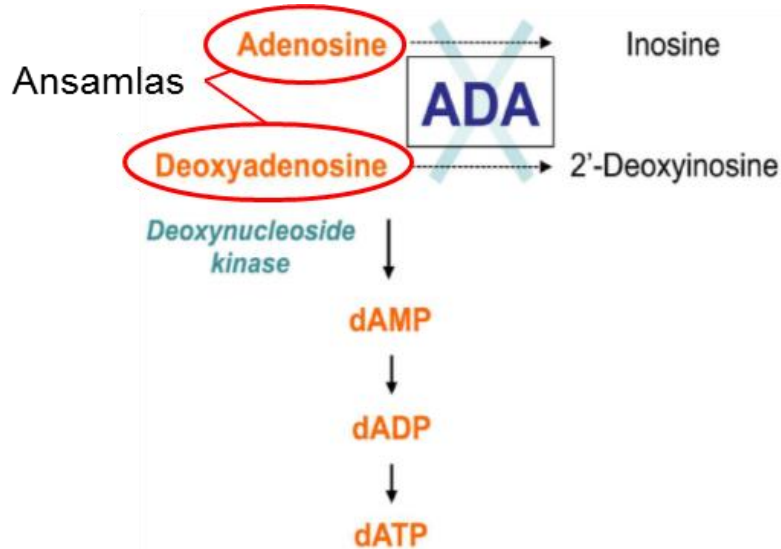 Adenosine
Inosine
Ansamlas
ADA
Deoxyadenosine
2'-Deoxyinosine
Deoxynucleoside
kinase
dAMP
dADP
dATP